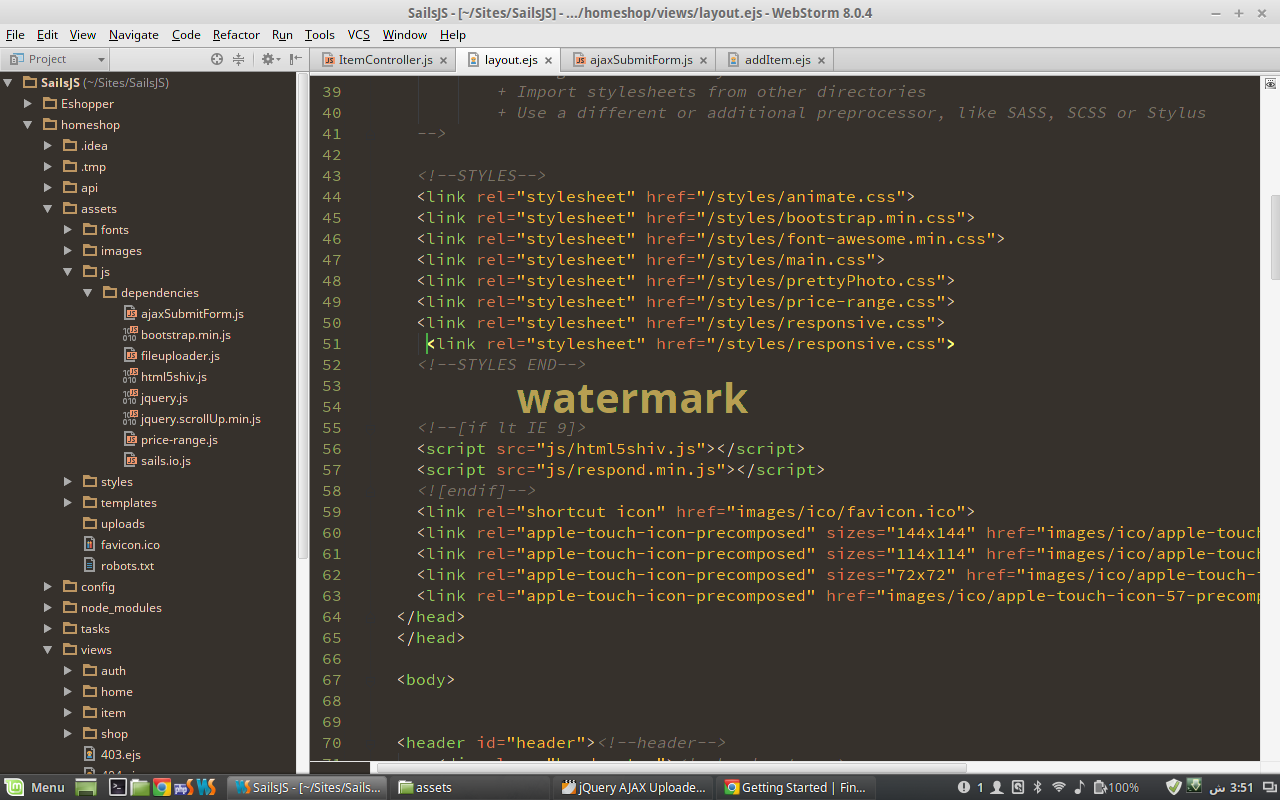 SailsJS - [~/Sites/SailsJS] - .../homeshop/views/layout.ejs - WebStorm 8.0.4
File Edit View Navigate Code Refactor Run Tools VCS Window Help
Project
ItemController.js
layout.ejs
ajaxSubmitForm.js
addItem.ejs
SailsJS (~/Sites/SailsJS)
Eshopper
homeshop
.idea
.tmp
api
assets
fonts
images
js
dependencies
ajaxSubmitForm.js
bootstrap.min.js
fileuploader.js
html5shiv.js
jquery.js
jquery.scrollUp.min.js
price-range.js
sails.io.js
styles
templates
uploads
favicon.ico
robots.txt
config
node_modules
tasks
views
auth
home
item
shop
403.ejs
39 + Import stylesheets from other directories
40 + Use a different or additional preprocessor, like SASS, SCSS or Stylus
41 -->
42
43 <!--STYLES-->
44 <link rel="stylesheet" href="/styles/animate.css">
45 <link rel="stylesheet" href="/styles/bootstrap.min.css">
46 <link rel="stylesheet" href="/styles/font-awesome.min.css">
47 <link rel="stylesheet" href="/styles/main.css">
48 <link rel="stylesheet" href="/styles/prettyPhoto.css">
49 <link rel="stylesheet" href="/styles/price-range.css">
50 <link rel="stylesheet" href="/styles/responsive.css">
51 <link rel="stylesheet" href="/styles/responsive.css">
52 <!--STYLES END-->
53
watermark
54
55 <!--[if lt IE 9]>
56 <script src="js/html5shiv.js"></script>
57 <script src="js/respond.min.js"></script>
58 <![endif]-->
59 <link rel="shortcut icon" href="images/ico/favicon.ico">
60 <link rel="apple-touch-icon-precomposed" sizes="144x144" href="images/ico/apple-touch
61 <link rel="apple-touch-icon-precomposed" sizes="114x114" href="images/ico/apple-touch
62 <link rel="apple-touch-icon-precomposed" sizes="72x72" href="images/ico/apple-touch-
63 <link rel="apple-touch-icon-precomposed" href="images/ico/apple-touch-icon-57-precomp
64 </head>
65 </head>
66
67 <body>
68
69
70 <header id="header"><!--header-->
Menu
SailsJS - [~/Sites/Sails...
assets
jQuery AJAX Uploade...
Getting Started | Fin...
1
100%
3:51 ش